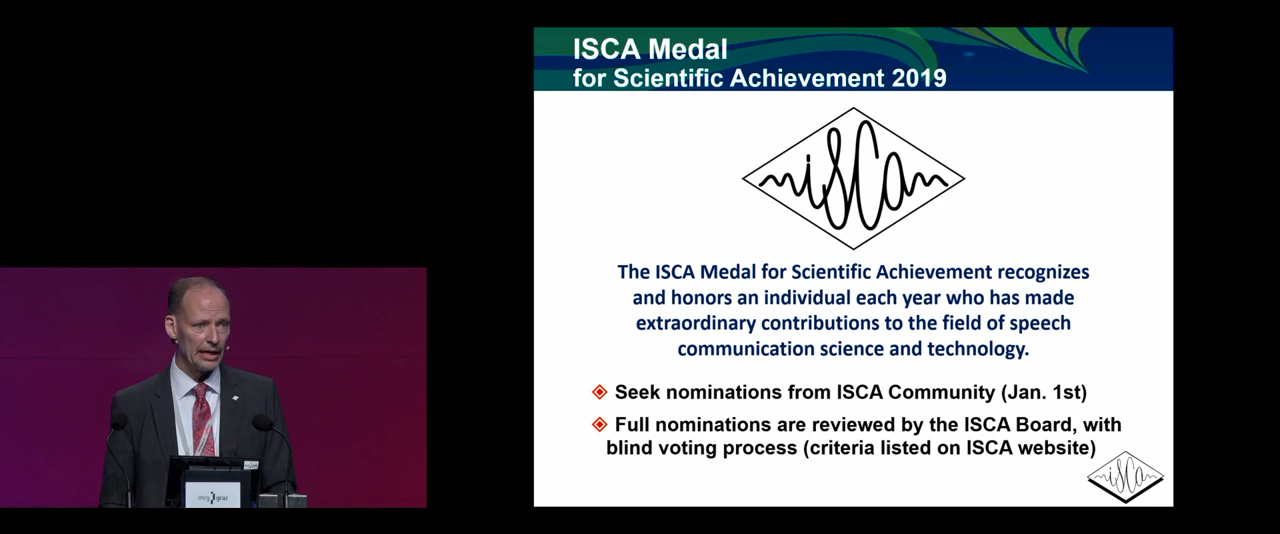 ISCA Medal
for Scientific Achievement 2019
isca
The ISCA Medal for Scientific Achievement recognizes
and honors an individual each year who has made
extraordinary contributions to the field of speech
communication science and technology.
Seek nominations from ISCA Community (Jan. 1st)
Full nominations are reviewed by the ISCA Board, with
blind voting process (criteria listed on ISCA website)
isca
mcg graz